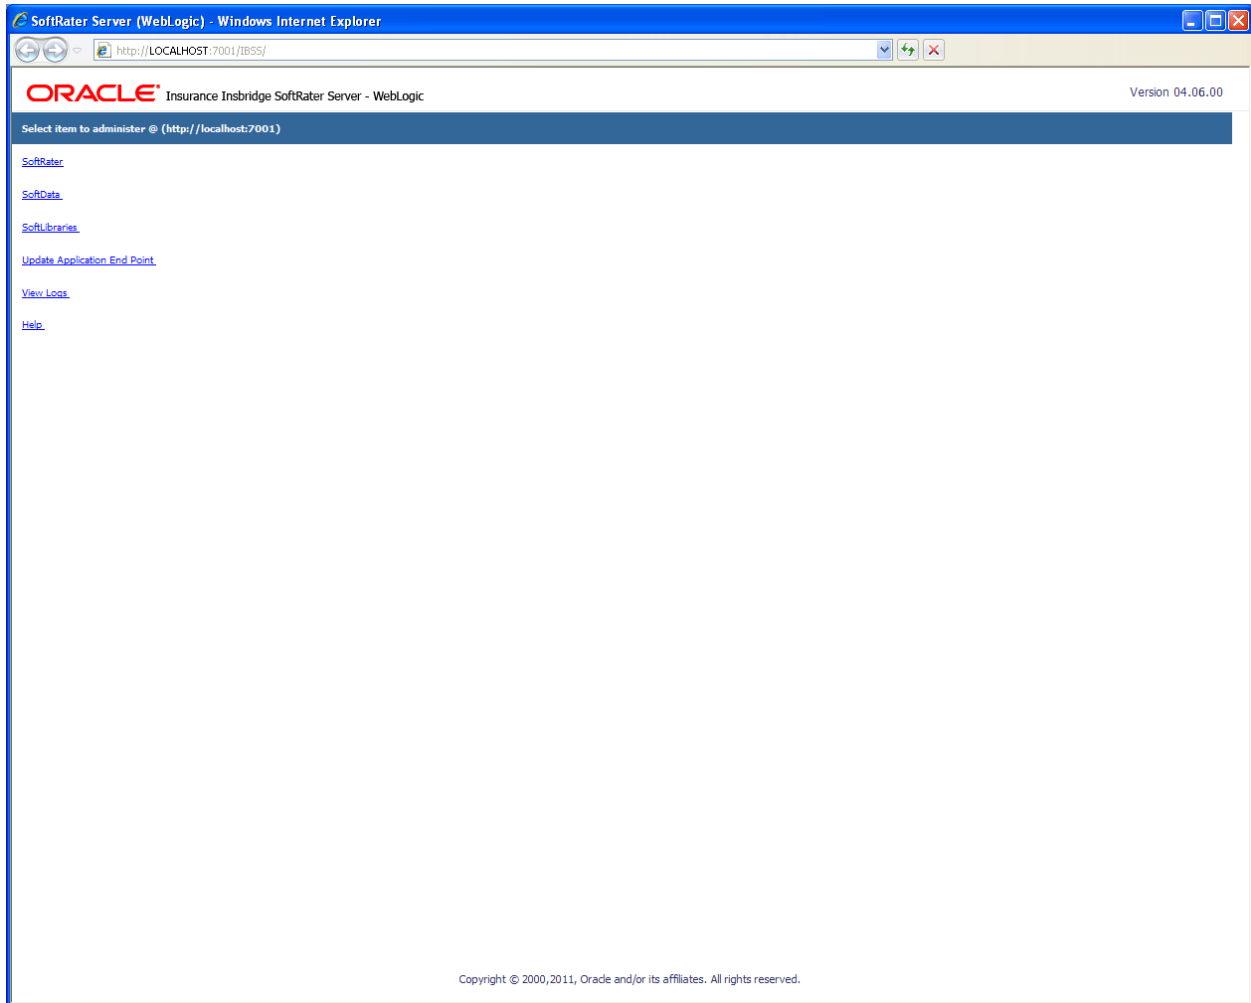 SoftRater Server (WebLogic) - Windows Internet Explorer
http://LOCALHOST:7001/IBSS/
ORACLE® Insurance Insbridge SoftRater Server - WebLogic
Version 04.06.00
Select item to administer @ (http://localhost:7001)
SoftRater
SoftData
SoftLibraries
Update Application End Point
View Logs
Help
Copyright © 2000,2011, Oracle and/or its affiliates. All rights reserved.